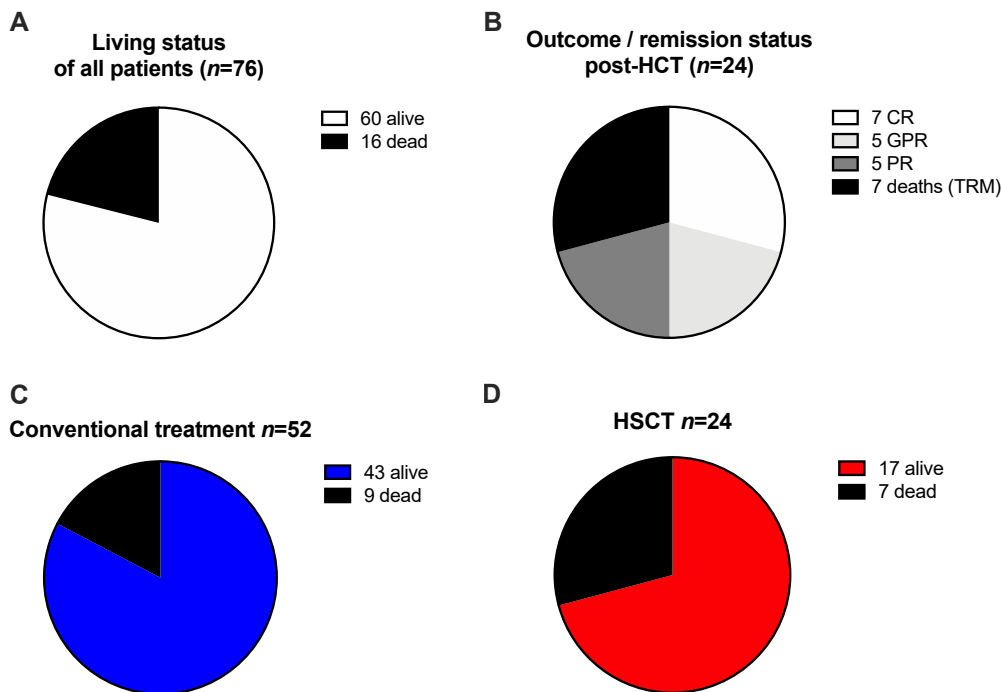 A
Living status
of all patients (n=76)
60 alive
16 dead
B
Outcome / remission status
post-HCT (n=24)
7 CR
5 GPR
5 PR
7 deaths (TRM)
C
Conventional treatment n=52
43 alive
9 dead
D
HSCT n=24
17 alive
7 dead